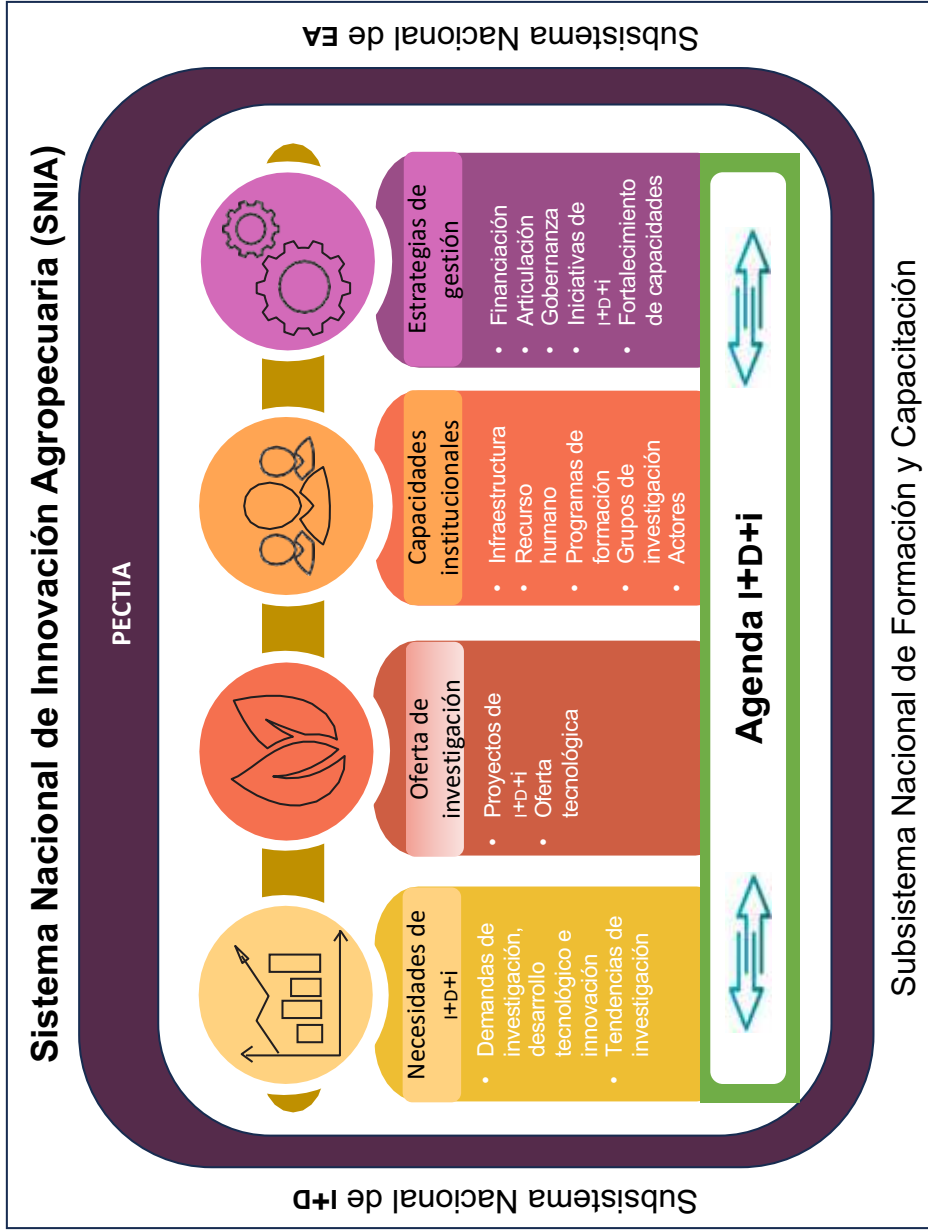 Sistema Nacional de Innovación Agropecuaria (SNIA)
PECTIA
Subsistema Nacional de I+D
Necesidades de
I+D+i
• Demandas de
investigación,
desarrollo
tecnológico e
innovación
• Tendencias de
investigación
Oferta de
investigación
• Proyectos de
I+D+i
• Oferta
tecnológica
Capacidades
institucionales
• Infraestructura
• Recurso
humano
• Programas de
formación
• Grupos de
investigación
• Actores
Estrategias de
gestión
• Financiación
• Articulación
• Gobernanza
• Iniciativas de
I+D+i
• Fortalecimiento
de capacidades
Subsistema Nacional de EA
Agenda I+D+i
Subsistema Nacional de Formación y Capacitación